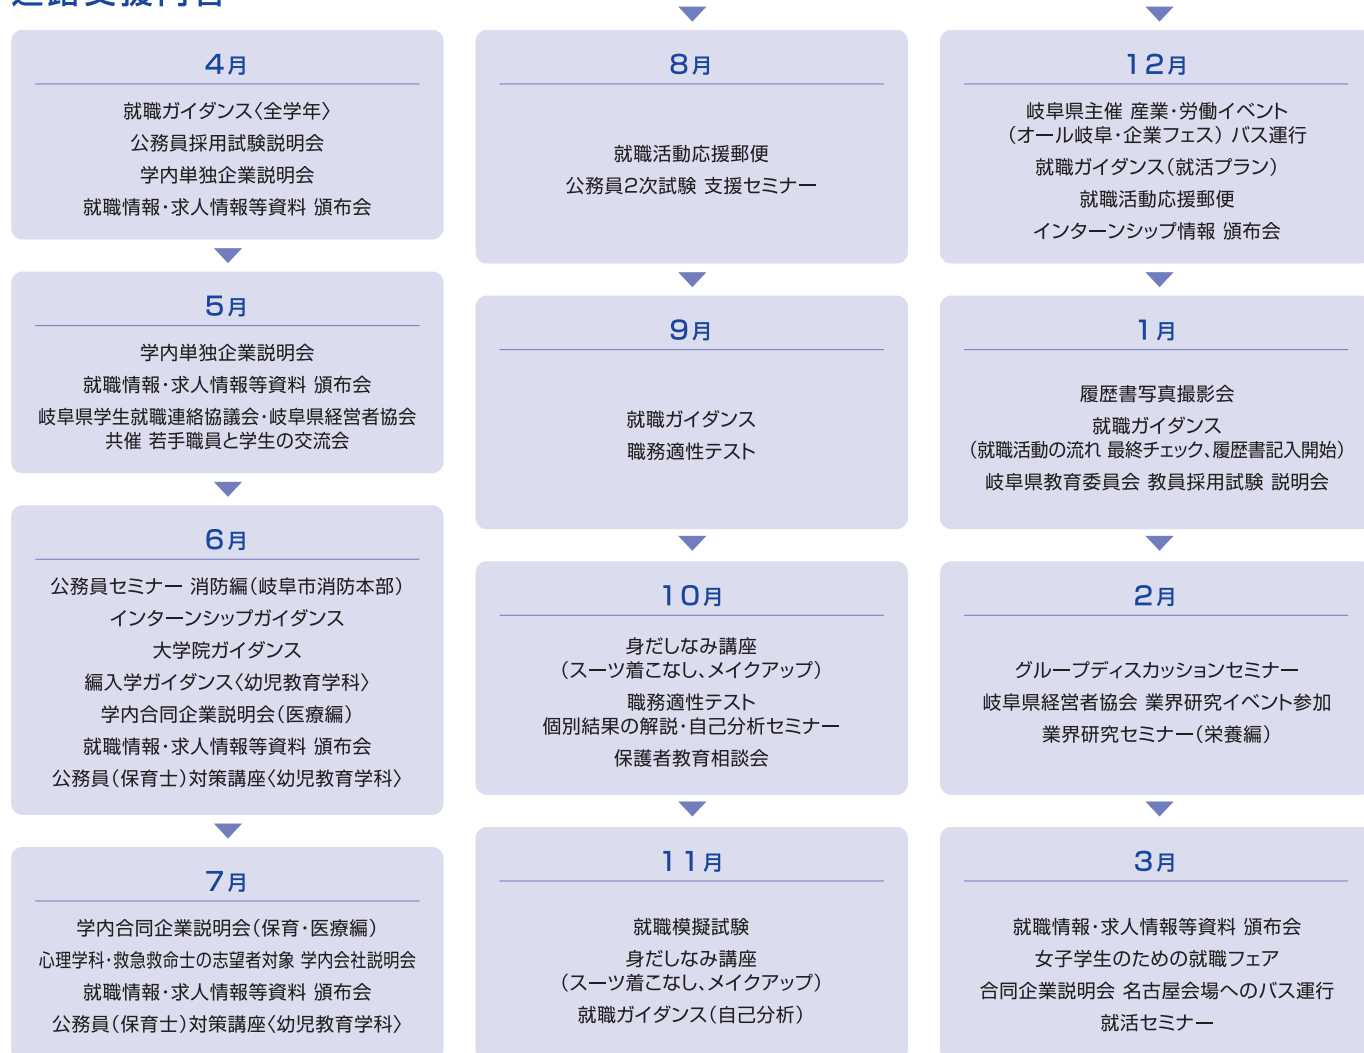 進路支援内容
4月
就職ガイダンス〈全学年〉
公務員採用試験説明会
学内単独企業説明会
就職情報・求人情報等資料 頒布会
5月
学内単独企業説明会
就職情報・求人情報等資料 頒布会
岐阜県学生就職連絡協議会・岐阜県経営者協会
共催 若手職員と学生の交流会
6月
公務員セミナー 消防編(岐阜市消防本部)
インターンシップガイダンス
大学院ガイダンス
編入学ガイダンス〈幼児教育学科〉
学内合同企業説明会(医療編)
就職情報・求人情報等資料 頒布会
公務員(保育士)対策講座〈幼児教育学科〉
7月
学内合同企業説明会(保育・医療編)
心理学科・救急救命士の志望者対象 学内会社説明会
就職情報・求人情報等資料 頒布会
公務員(保育士)対策講座〈幼児教育学科〉
8月
就職活動応援郵便
公務員2次試験 支援セミナー
9月
就職ガイダンス
職務適性テスト
10月
身だしなみ講座
(スーツ着こなし、メイクアップ)
職務適性テスト
個別結果の解説・自己分析セミナー
保護者教育相談会
11月
就職模擬試験
身だしなみ講座
(スーツ着こなし、メイクアップ)
就職ガイダンス(自己分析)
12月
岐阜県主催 産業・労働イベント
(オール岐阜・企業フェス) バス運行
就職ガイダンス(就活プラン)
就職活動応援郵便
インターンシップ情報 頒布会
1月
履歴書写真撮影会
就職ガイダンス
(就職活動の流れ 最終チェック、履歴書記入開始)
岐阜県教育委員会 教員採用試験 説明会
2月
グループディスカッションセミナー
岐阜県経営者協会 業界研究イベント参加
業界研究セミナー(栄養編)
3月
就職情報・求人情報等資料 頒布会
女子学生のための就職フェア
合同企業説明会 名古屋会場へのバス運行
就活セミナー